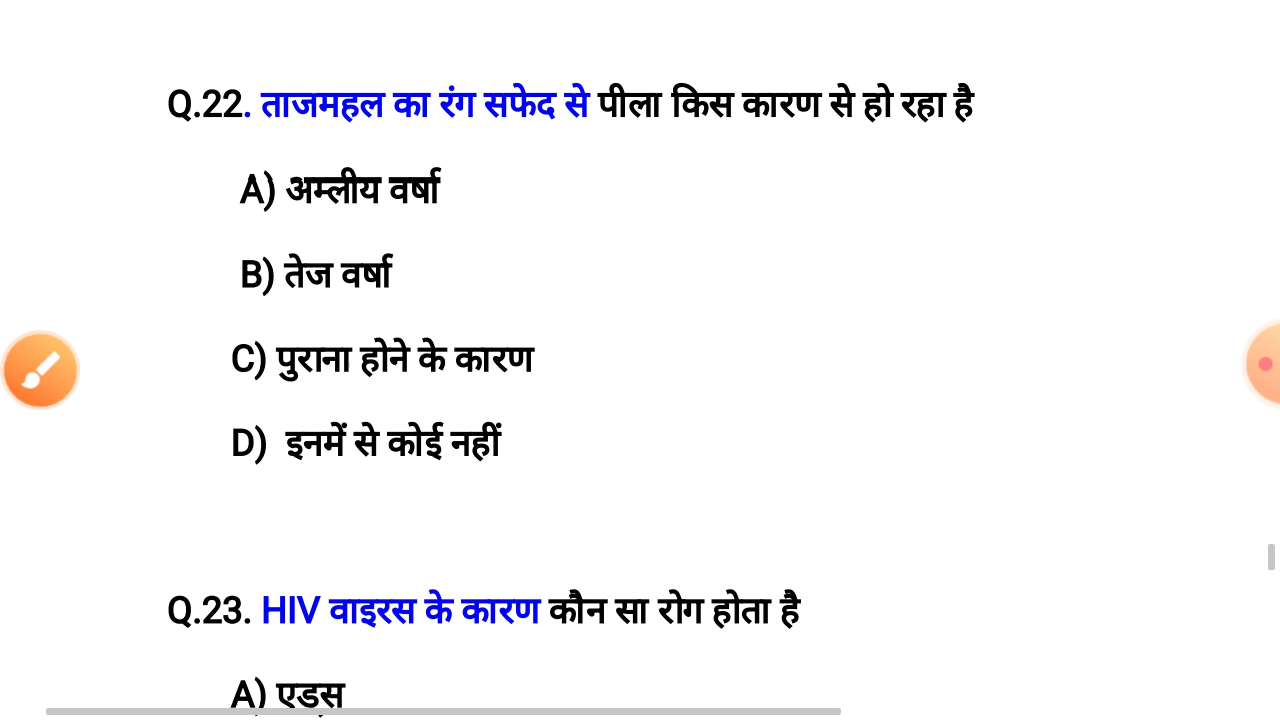 Q.22. ताजमहल का रंग सफेद से पीला किस कारण से हो रहा है
A) अम्लीय वर्षा
B) तेज वर्षा
C) पुराना होने के कारण
D) इनमें से कोई नहीं
Q.23. HIV वाइरस के कारण कौन सा रोग होता है
A) एड्स